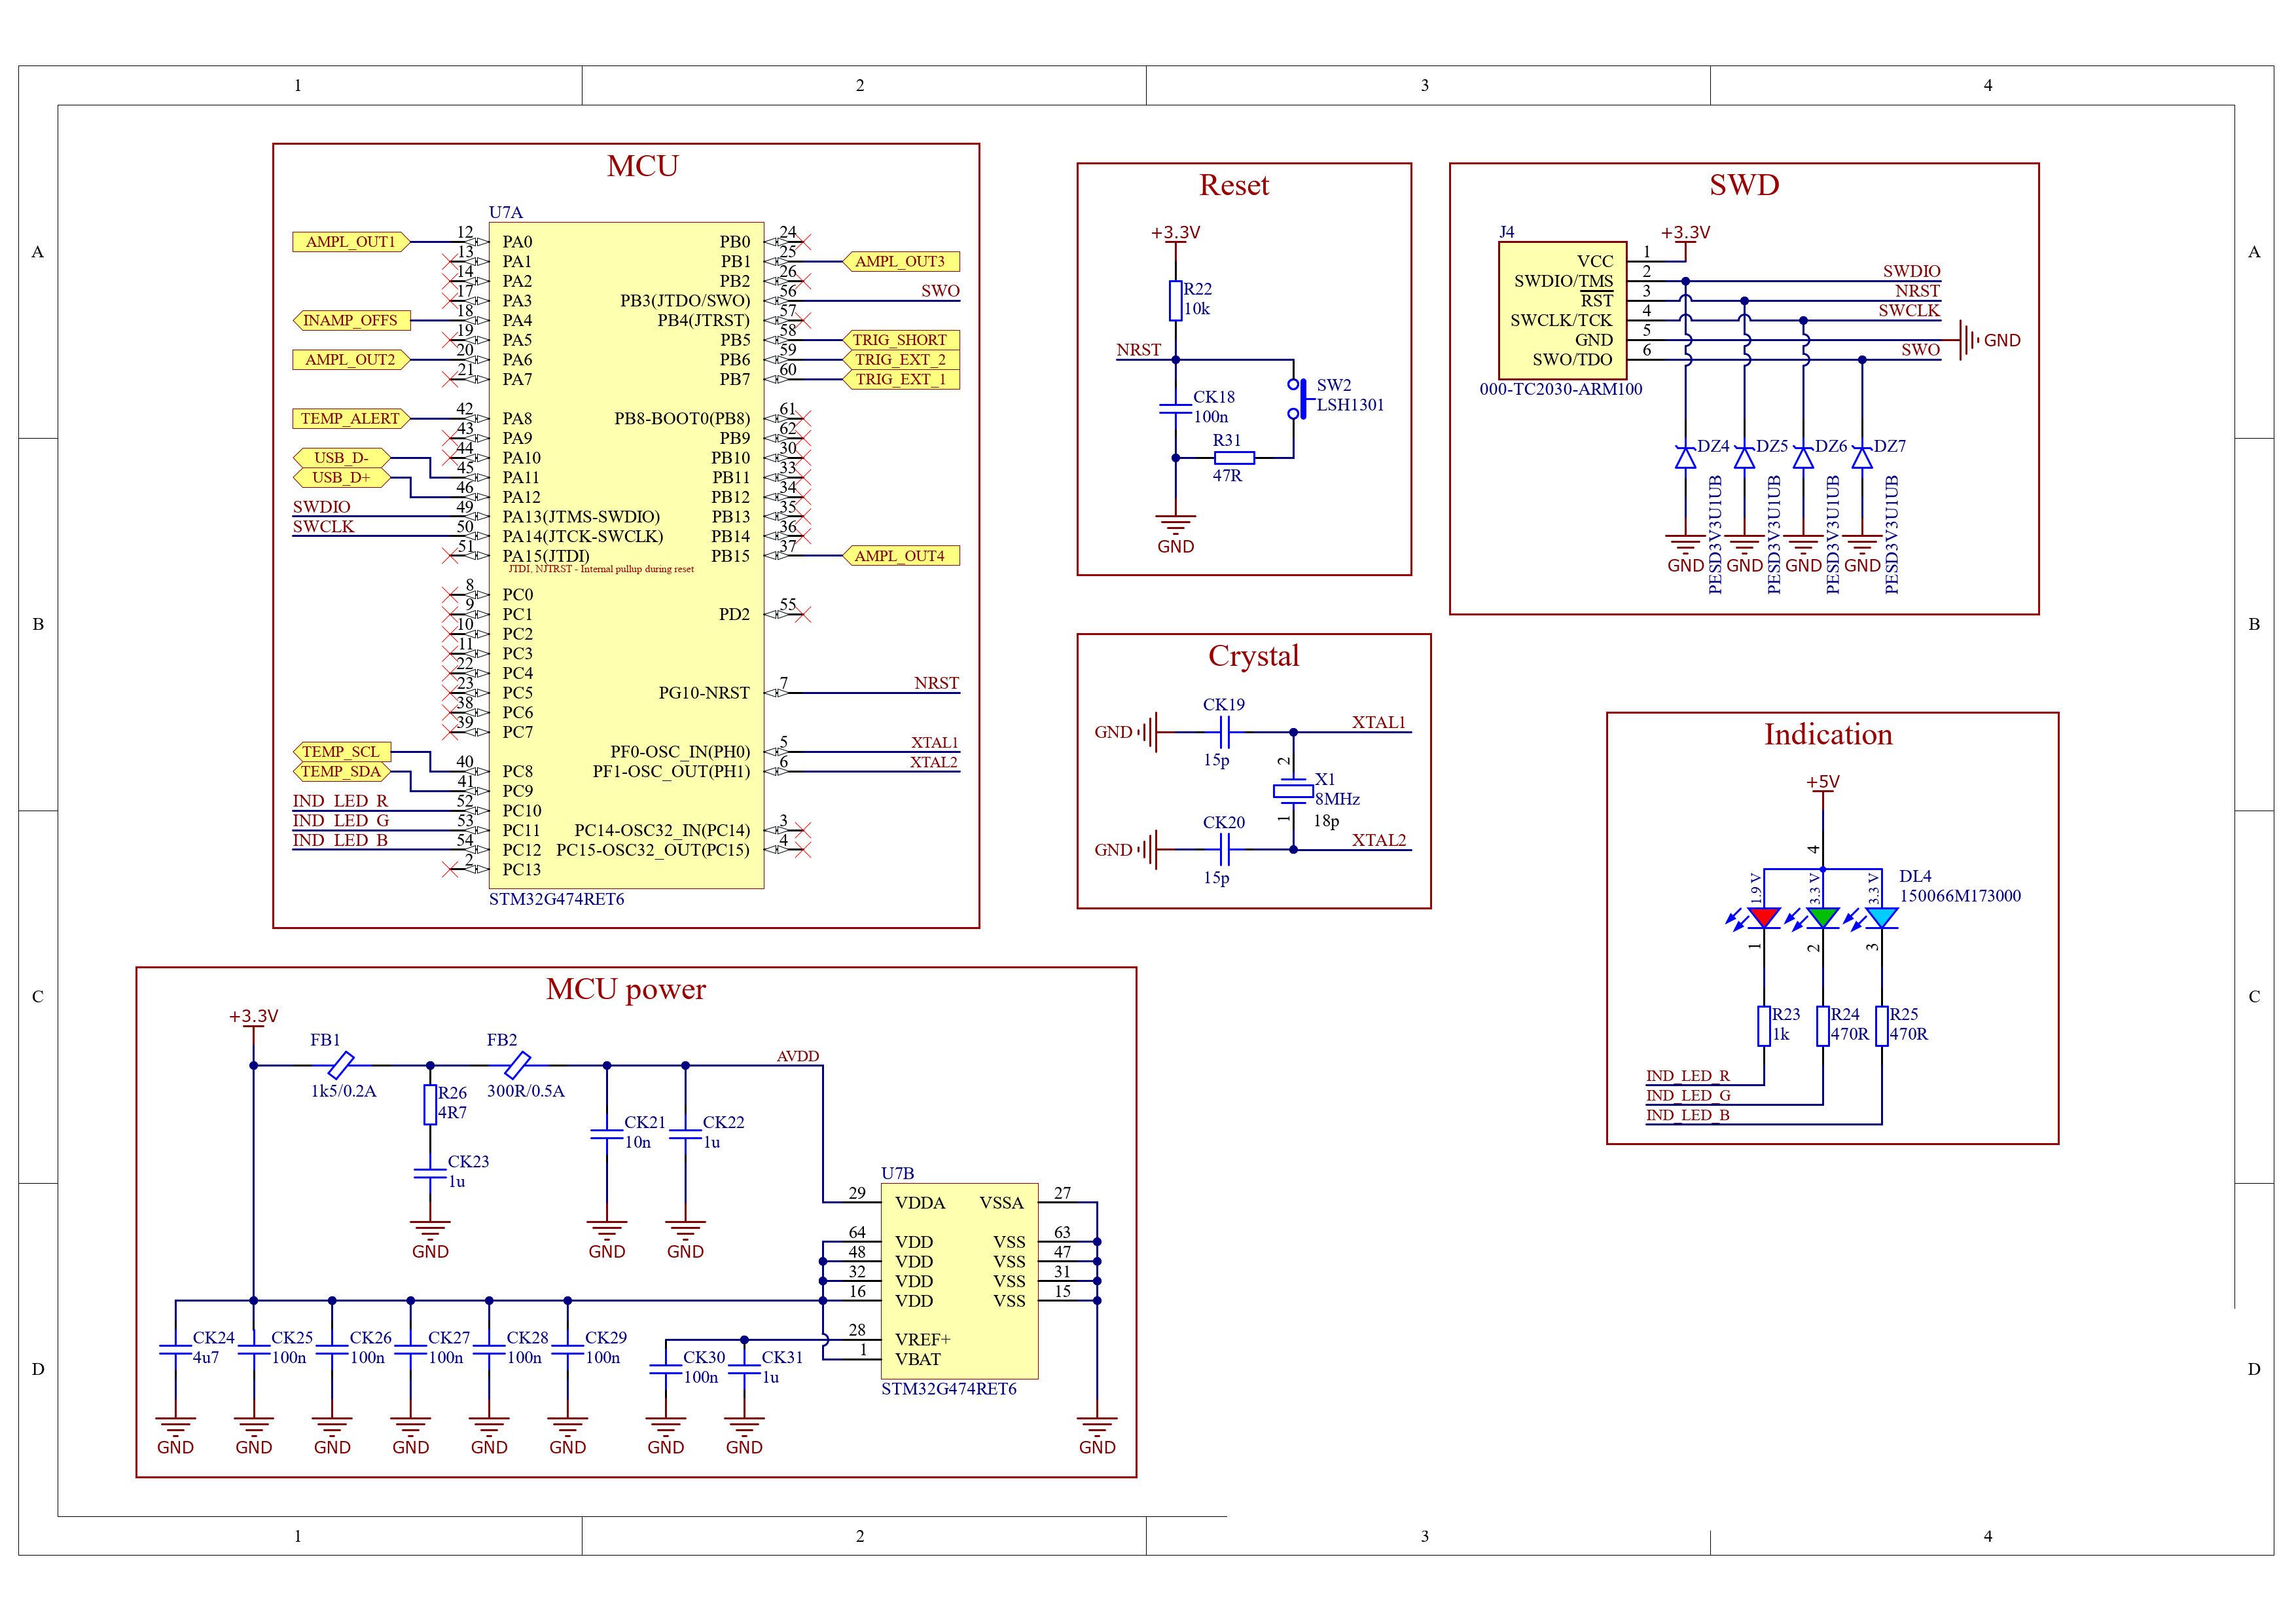 1 2 3 4
A A
B B
C C
D D
1 2 3 4
MCU
U7A
AMPL_OUT1 12 PA0
13 PA1
14 PA2
17 PA3
INAMP_OFFS 18 PA4
19 PA5
AMPL_OUT2 20 PA6
21 PA7
TEMP_ALERT 42 PA8
43 PA9
44 PA10
USB_D- 45 PA11
USB_D+ 46 PA12
SWDIO 49 PA13(JTMS-SWDIO)
SWCLK 50 PA14(JTCK-SWCLK)
51 PA15(JTDI)
JTDI, NJTRST - Internal pullup during reset
8 PC0
9 PC1
10 PC2
11 PC3
22 PC4
23 PC5
38 PC6
39 PC7
TEMP_SCL 40 PC8
TEMP_SDA 41 PC9
IND_LED_R 52 PC10
IND_LED_G 53 PC11
IND_LED_B 54 PC12
2 PC13
PB0 24
PB1 25 AMPL_OUT3
PB2 26
PB3(JTDO/SWO) 56 SWO
PB4(JTRST) 57
PB5 58 TRIG_SHORT
PB6 59 TRIG_EXT_2
PB7 60 TRIG_EXT_1
PB8-BOOT0(PB8) 61
PB9 62
PB10 30
PB11 33
PB12 34
PB13 35
PB14 36
PB15 37 AMPL_OUT4
PD2 55
PG10-NRST 7 NRST
PF0-OSC_IN(PH0) 5 XTAL1
PF1-OSC_OUT(PH1) 6 XTAL2
PC14-OSC32_IN(PC14) 3
PC15-OSC32_OUT(PC15) 4
STM32G474RET6
Reset
+3.3V
R22
10k
NRST
CK18
100n
SW2
LSH1301
R31
47R
GND
SWD
J4
+3.3V
VCC 1
SWDIO/TMS 2 SWDIO
RST 3 NRST
SWCLK/TCK 4 SWCLK
GND 5 GND
SWO/TDO 6 SWO
000-TC2030-ARM100
DZ4 DZ5 DZ6 DZ7
PESD3V3U1UB PESD3V3U1UB PESD3V3U1UB PESD3V3U1UB
GND GND GND GND
Crystal
CK19
GND XTAL1
15p
2
X1
8MHz
18p
1
CK20
GND XTAL2
15p
Indication
+5V
4
1.9 V 3.3 V 3.3 V
DL4
150066M173000
1 2 3
R23 R24 R25
1k 470R 470R
IND_LED_R
IND_LED_G
IND_LED_B
MCU power
+3.3V
FB1 FB2 AVDD
1k5/0.2A 300R/0.5A
R26
4R7
CK21 CK22
10n 1u
CK23
1u
GND GND GND
U7B
29 VDDA VSSA 27
64 VDD VSS 63
48 VDD VSS 47
32 VDD VSS 31
16 VDD VSS 15
28 VREF+
1 VBAT
STM32G474RET6
CK24 CK25 CK26 CK27 CK28 CK29
4u7 100n 100n 100n 100n 100n
CK30 CK31
100n 1u
GND GND GND GND GND GND GND GND GND